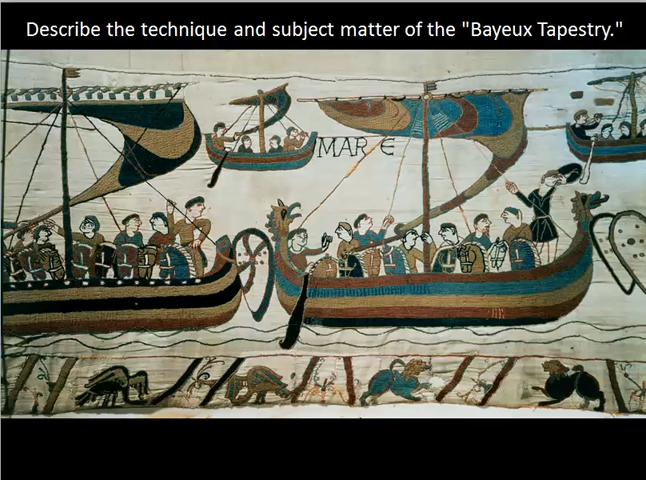 Describe the technique and subject matter of the "Bayeux Tapestry."
MARE